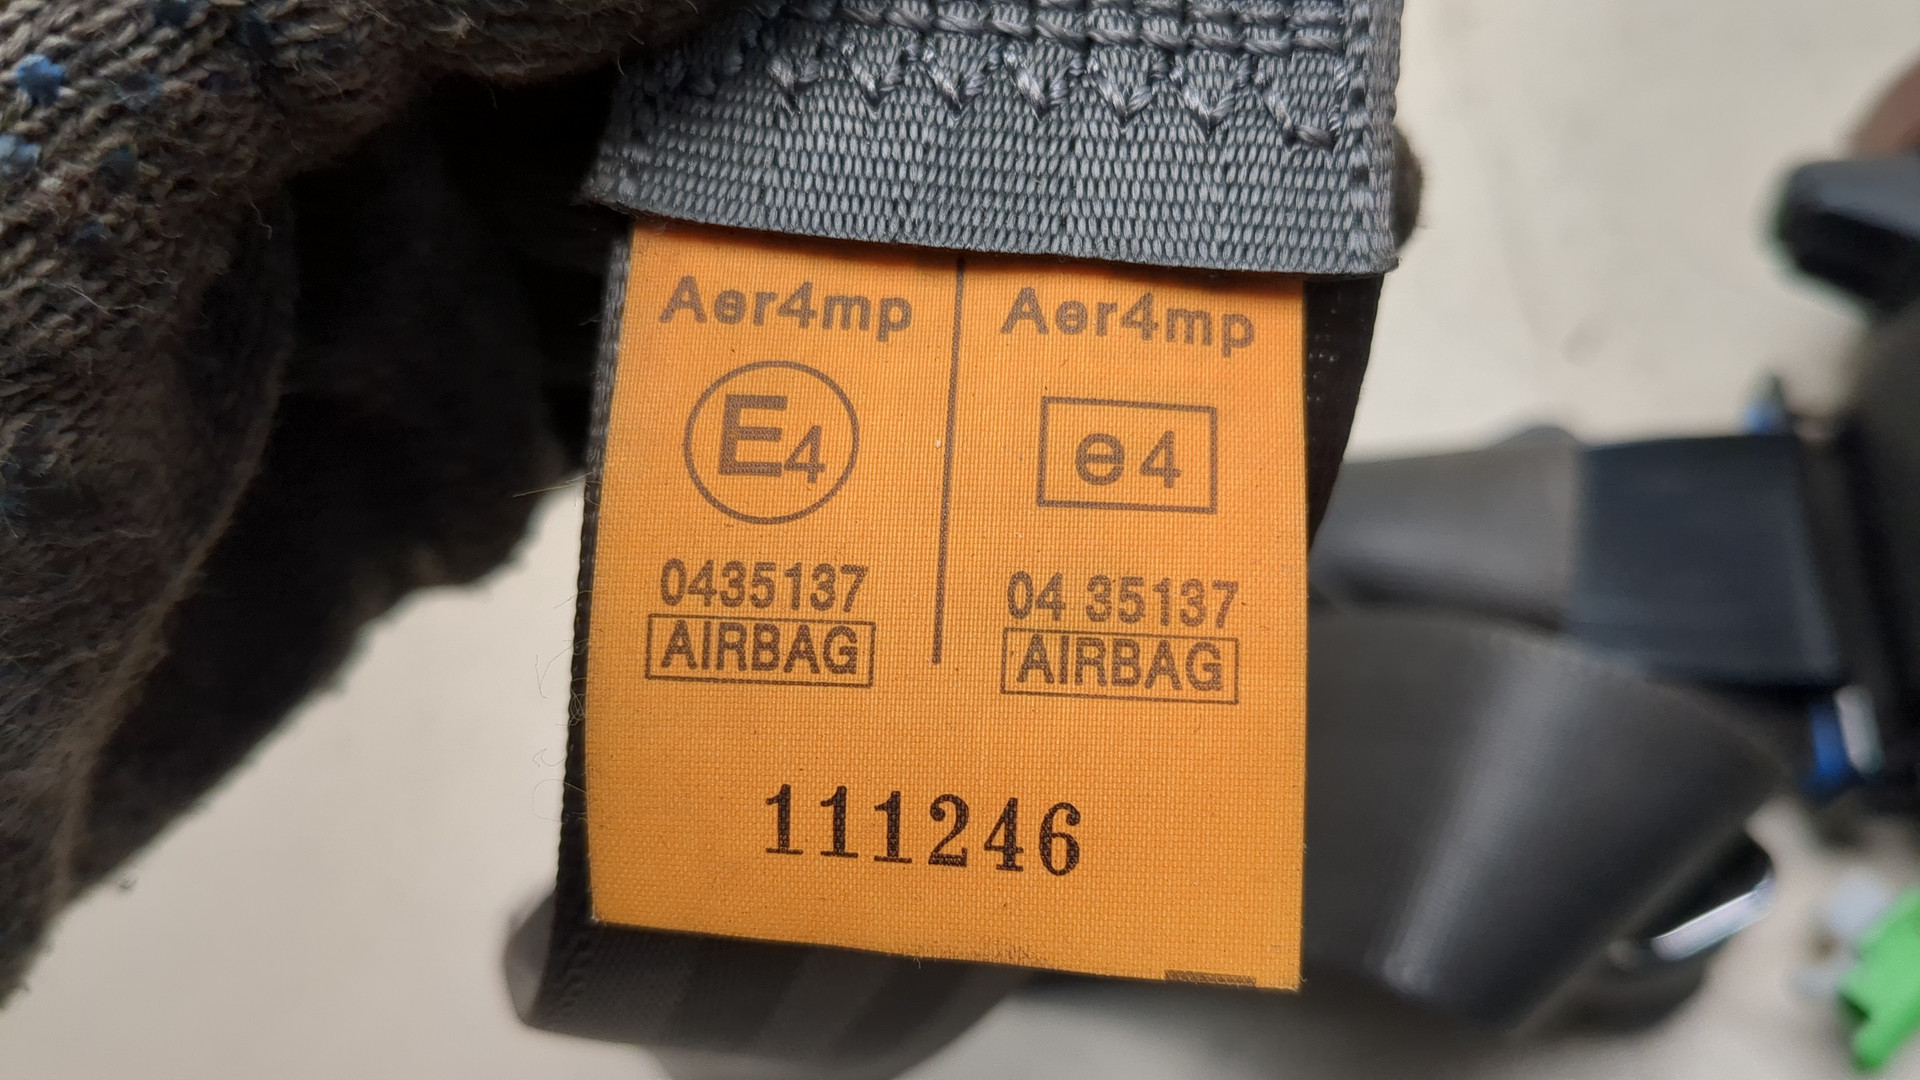 Aer4mp Aer4mp
E4 e4
0435137 04 35137
AIRBAG AIRBAG
111246